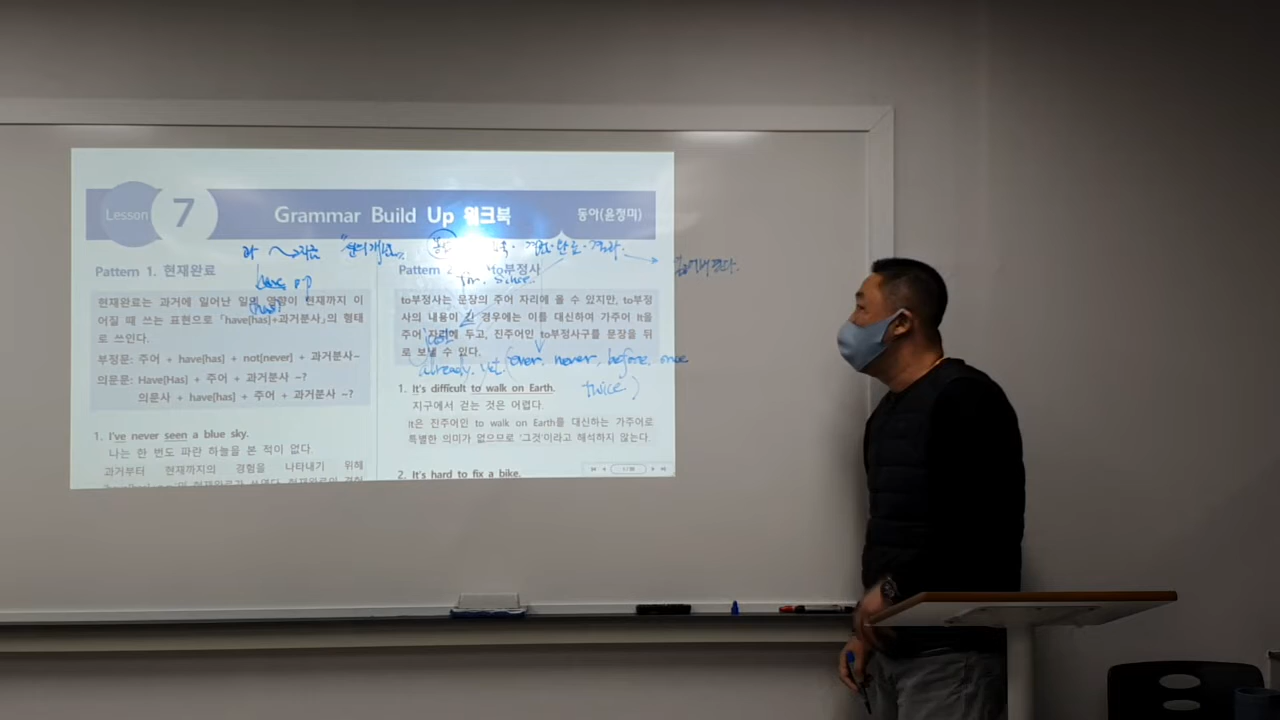 Lesson 7 Grammar Build Up 워크북 동아(윤정미)
Pattern 1. 현재완료
현재완료는 과거에 일어난 일의 영향이 현재까지 이
어질 때 쓰는 표현으로 「have[has]+과거분사」의 형태
로 쓰인다.
부정문: 주어 + have[has] + not[never] + 과거분사~
의문문: Have[Has] + 주어 + 과거분사 ~?
의문사 + have[has] + 주어 + 과거분사 ~?
1. I've never seen a blue sky.
나는 한 번도 파란 하늘을 본 적이 없다.
과거부터 현재까지의 경험을 나타내기 위해
have pp
(has)
경험·완료·결과.
Pattern 2. to부정사
for. since.
to부정사는 문장의 주어 자리에 올 수 있지만, to부정
사의 내용이 긴 경우에는 이를 대신하여 가주어 It을
주어 자리에 두고, 진주어인 to부정사구를 문장을 뒤
로 보낼 수 있다.
already. yet. (ever. never. before. once
twice)
1. It's difficult to walk on Earth.
지구에서 걷는 것은 어렵다.
It은 진주어인 to walk on Earth를 대신하는 가주어로
특별한 의미가 없으므로 '그것'이라고 해석하지 않는다.
2. It's hard to fix a bike.